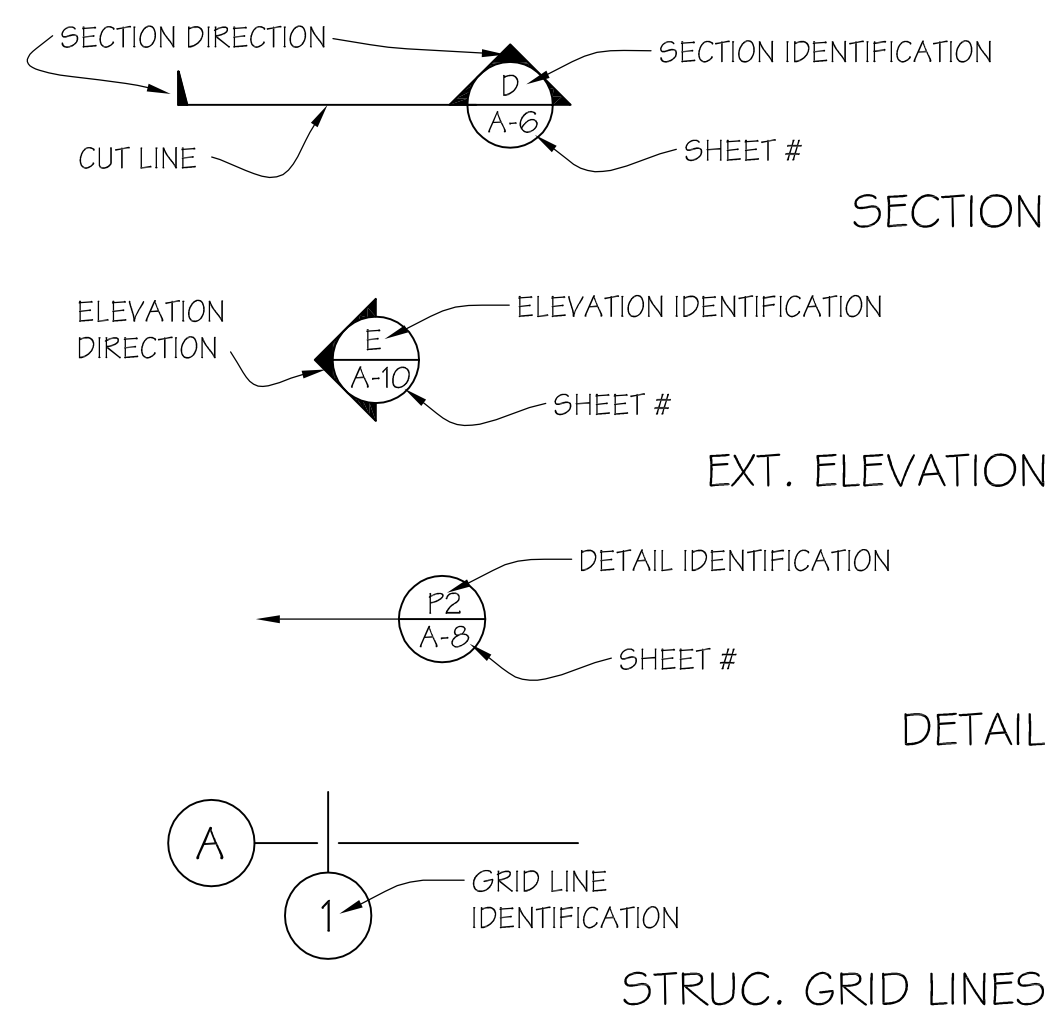 SECTION DIRECTION
SECTION IDENTIFICATION
D
A-6
CUT LINE
SHEET #
SECTION
ELEVATION
DIRECTION
ELEVATION IDENTIFICATION
E
A-10
SHEET #
EXT. ELEVATION
DETAIL IDENTIFICATION
P2
A-8
SHEET #
DETAIL
A
1
GRID LINE
IDENTIFICATION
STRUC. GRID LINES